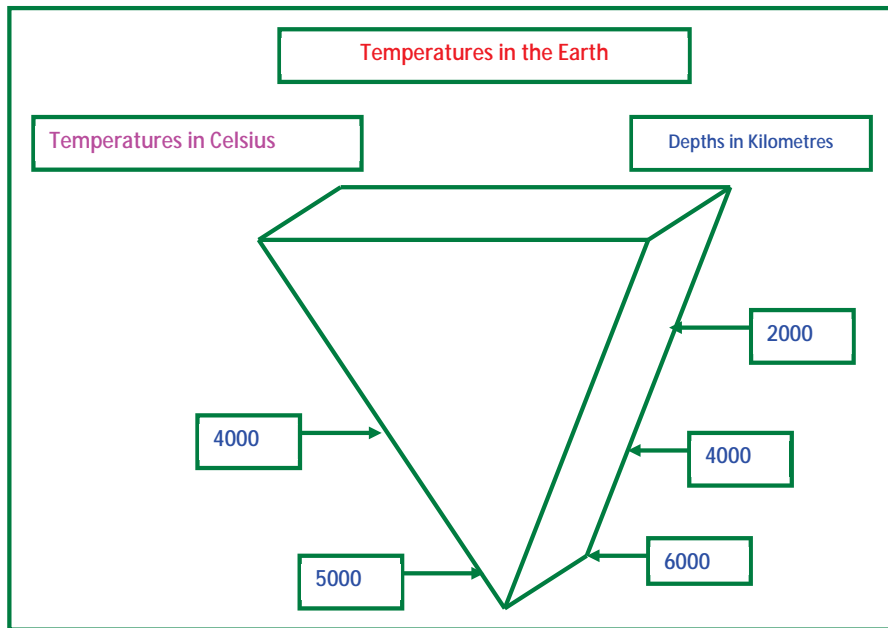 Temperatures in the Earth
Temperatures in Celsius
Depths in Kilometres
2000
4000
4000
5000
6000